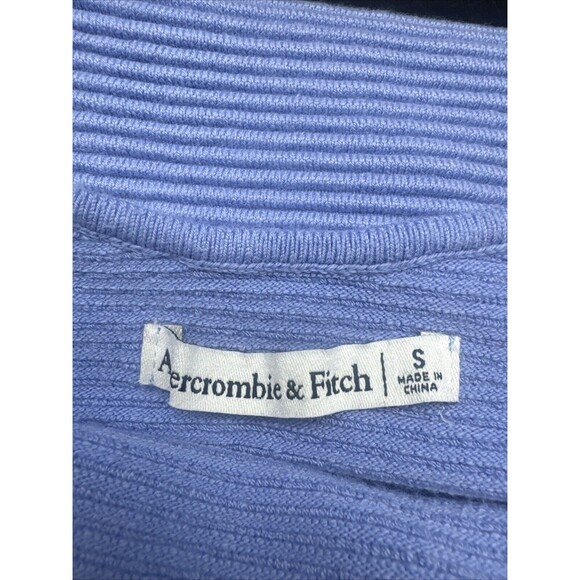 Abercrombie & Fitch | S
MADE IN
CHINA